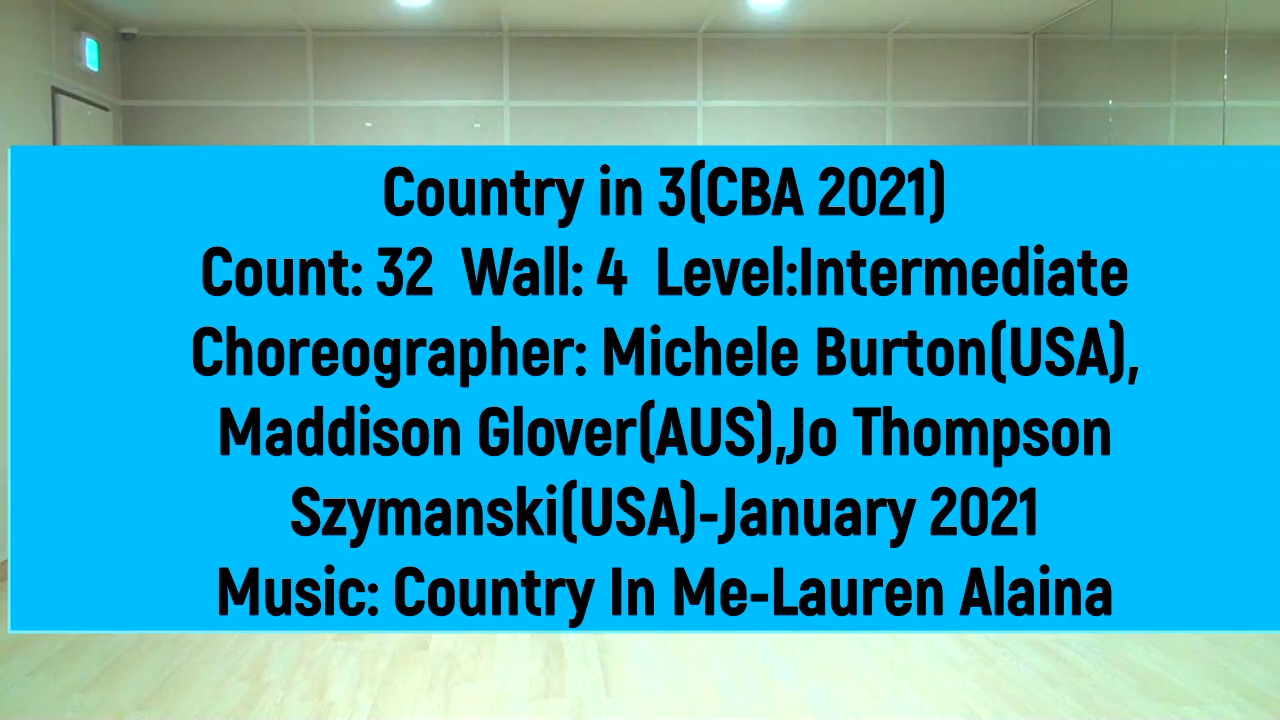 Country in 3(CBA 2021)
Count: 32  Wall: 4  Level:Intermediate
Choreographer: Michele Burton(USA),
Maddison Glover(AUS),Jo Thompson
Szymanski(USA)-January 2021
Music: Country In Me-Lauren Alaina